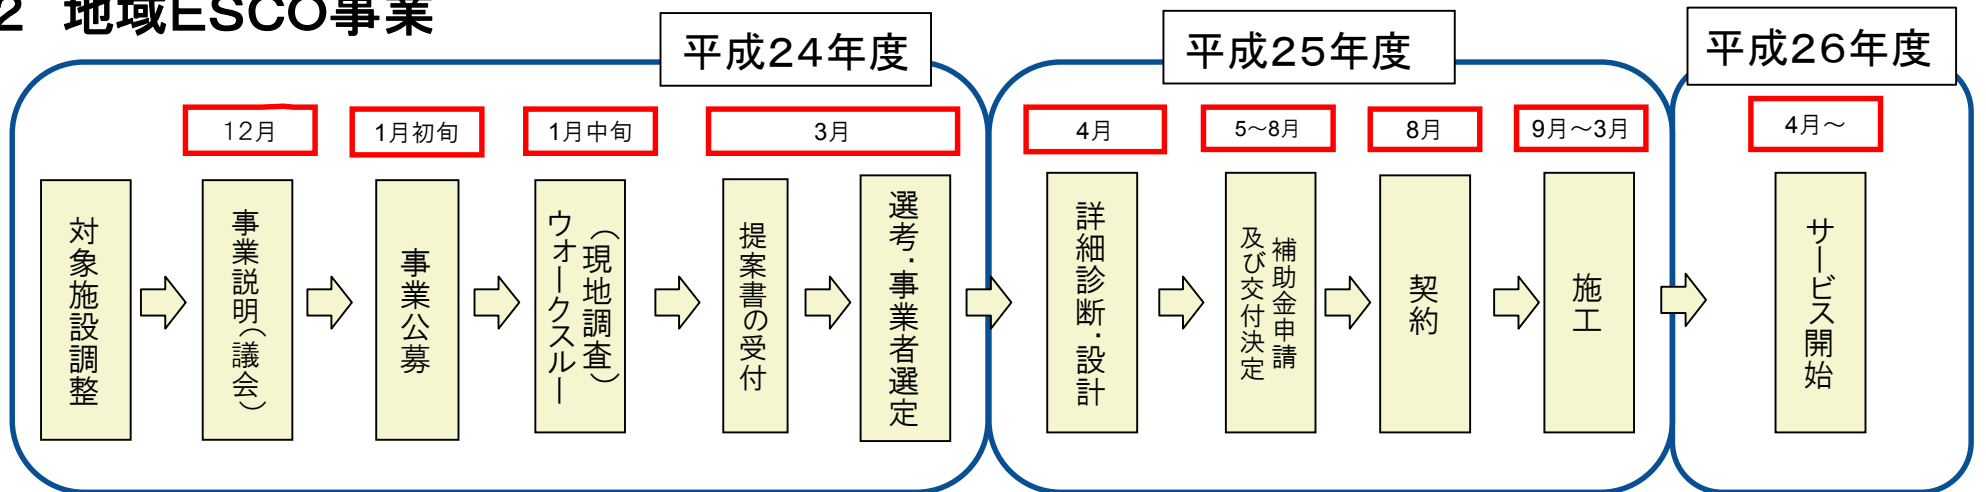 2 地域ESCO事業
平成24年度
平成25年度
平成26年度
12月
1月初旬
1月中旬
3月
4月
5～8月
8月
9月～3月
4月～
対象施設調整
事業説明（議会）
事業公募
ウォークスルー
（現地調査）
提案書の受付
選考・事業者選定
詳細診断・設計
補助金申請
及び交付決定
契約
施工
サービス開始